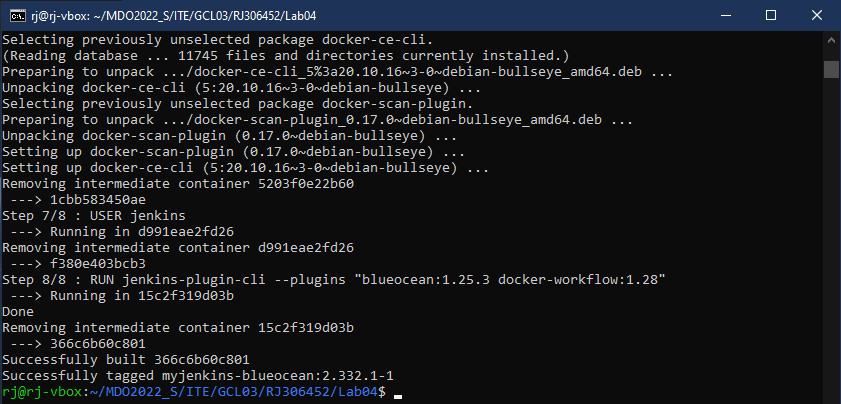 rj@rj-vbox: ~/MDO2022_S/ITE/GCL03/RJ306452/Lab04
Selecting previously unselected package docker-ce-cli.
(Reading database ... 11745 files and directories currently installed.)
Preparing to unpack .../docker-ce-cli_5%3a20.10.16~3-0~debian-bullseye_amd64.deb ...
Unpacking docker-ce-cli (5:20.10.16~3-0~debian-bullseye) ...
Selecting previously unselected package docker-scan-plugin.
Preparing to unpack .../docker-scan-plugin_0.17.0~debian-bullseye_amd64.deb ...
Unpacking docker-scan-plugin (0.17.0~debian-bullseye) ...
Setting up docker-scan-plugin (0.17.0~debian-bullseye) ...
Setting up docker-ce-cli (5:20.10.16~3-0~debian-bullseye) ...
Removing intermediate container 5203f0e22b60
 ---> 1cbb583450ae
Step 7/8 : USER jenkins
 ---> Running in d991eae2fd26
Removing intermediate container d991eae2fd26
 ---> f380e403bcb3
Step 8/8 : RUN jenkins-plugin-cli --plugins "blueocean:1.25.3 docker-workflow:1.28"
 ---> Running in 15c2f319d03b
Done
Removing intermediate container 15c2f319d03b
 ---> 366c6b60c801
Successfully built 366c6b60c801
Successfully tagged myjenkins-blueocean:2.332.1-1
rj@rj-vbox:~/MDO2022_S/ITE/GCL03/RJ306452/Lab04$